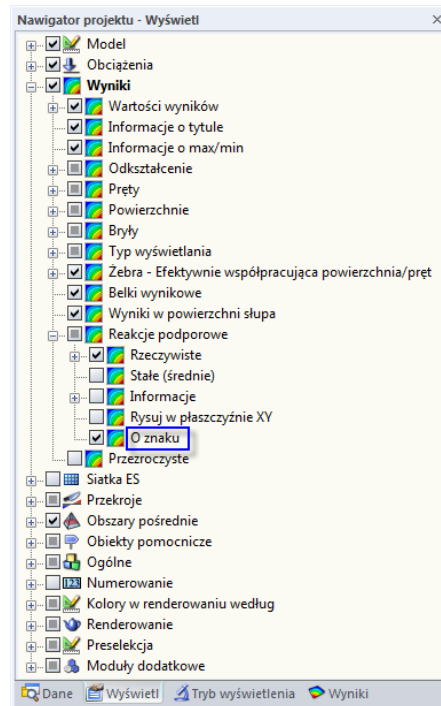 Nawigator projektu - Wyświetl
Model
Obciążenia
Wyniki
Wartości wyników
Informacje o tytule
Informacje o max/min
Odkształcenie
Pręty
Powierzchnie
Bryły
Typ wyświetlania
Żebra - Efektywnie współpracująca powierzchnia/pręt
Belki wynikowe
Wyniki w powierzchni słupa
Reakcje podporowe
Rzeczywiste
Stałe (średnie)
Informacje
Rysuj w płaszczyźnie XY
O znaku
Przezroczyste
Siatka ES
Przekroje
Obszary pośrednie
Obiekty pomocnicze
Ogólne
Numerowanie
Kolory w renderowaniu według
Renderowanie
Preselekcja
Moduły dodatkowe
Dane Wyświetl Tryb wyświetlenia Wyniki